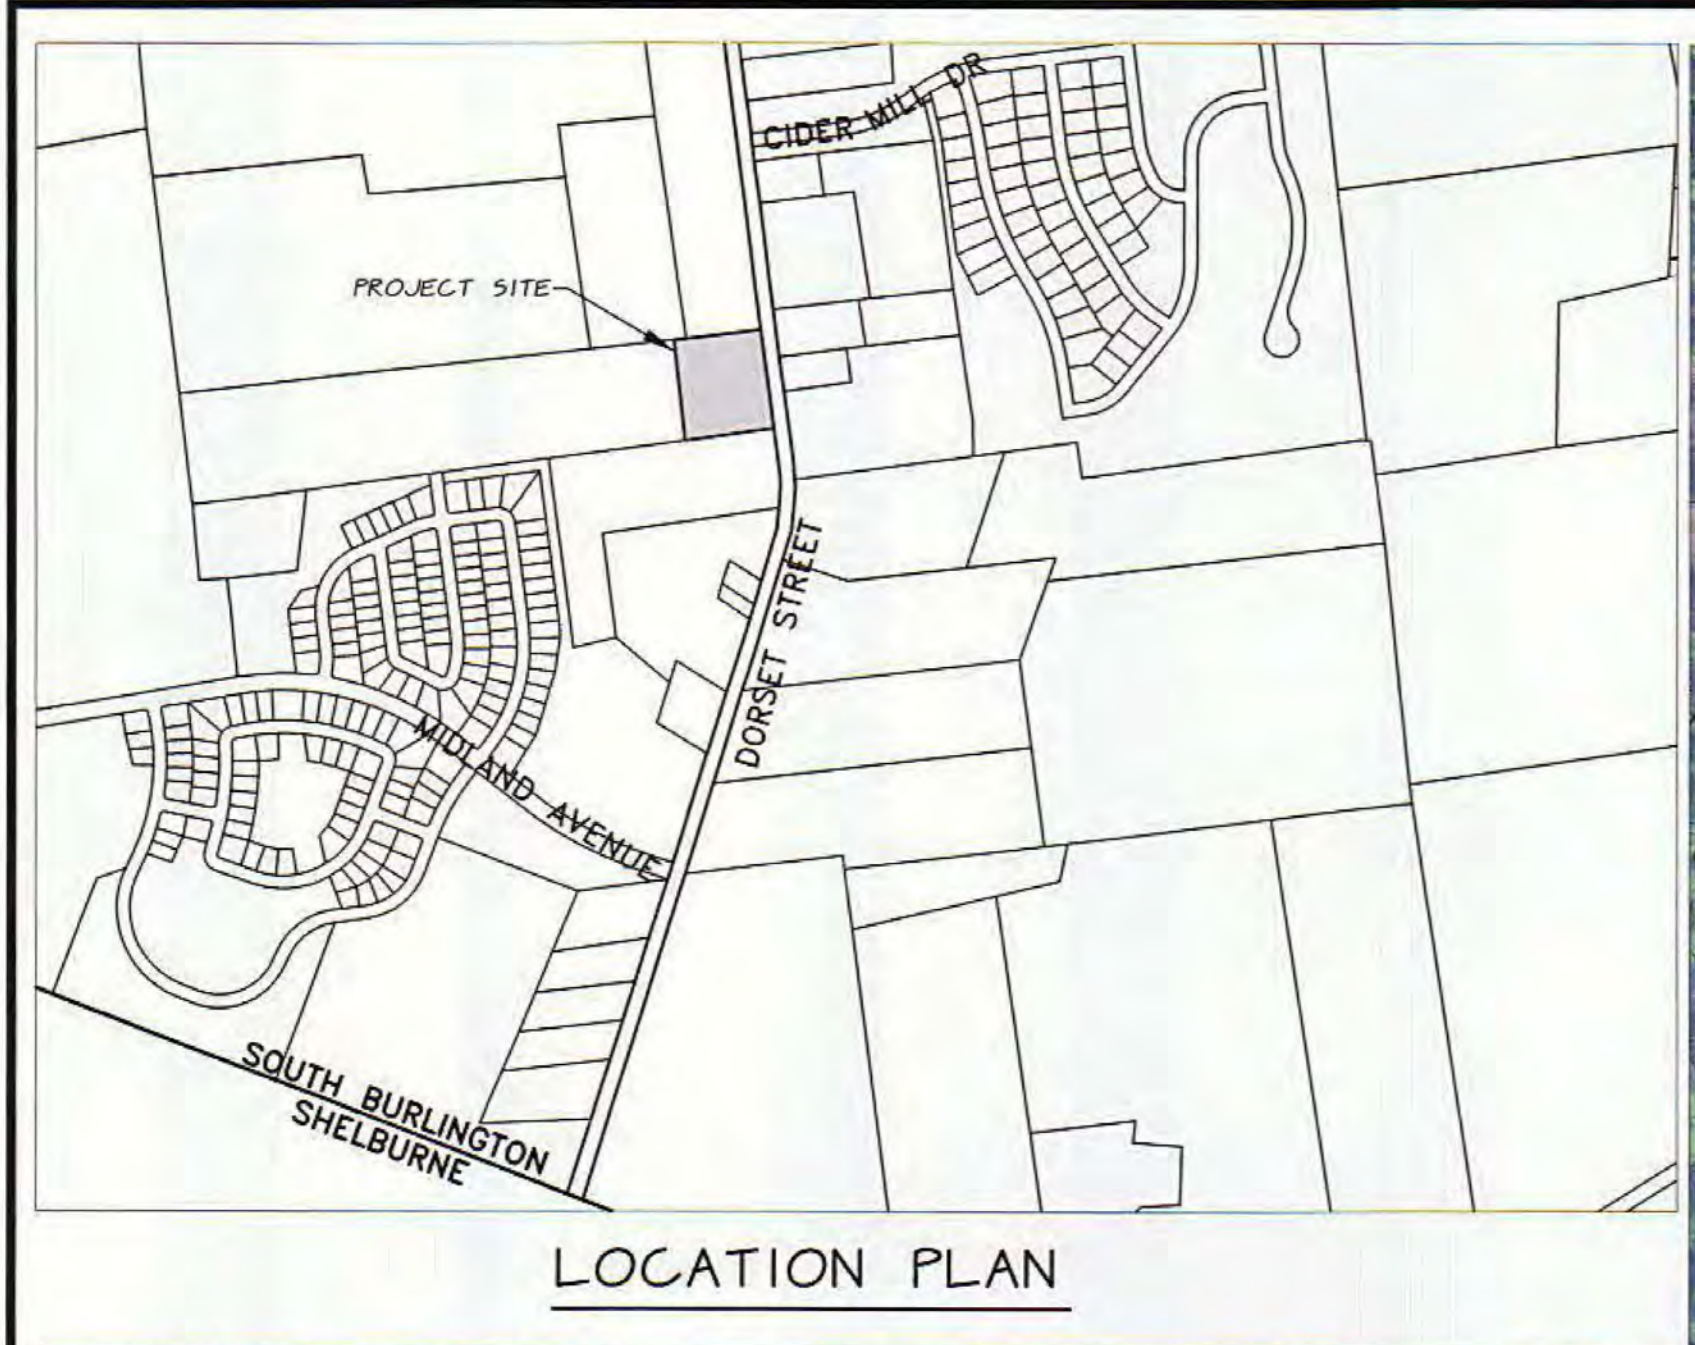 CIDER MILL DR
PROJECT SITE
DORSET STREET
MIDLAND AVENUE
SOUTH BURLINGTON
SHELBURNE
LOCATION PLAN